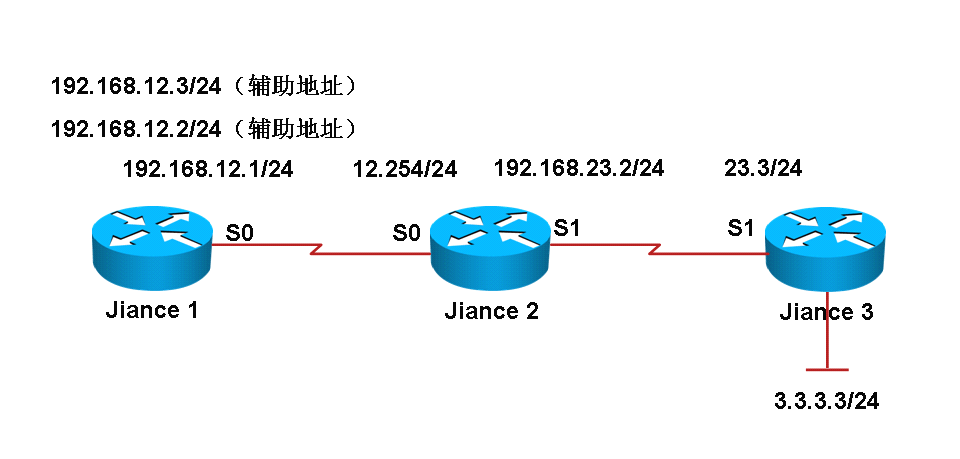 192.168.12.3/24（辅助地址）
192.168.12.2/24（辅助地址）
192.168.12.1/24 12.254/24 192.168.23.2/24 23.3/24
S0 S0 S1 S1
Jiance 1 Jiance 2 Jiance 3
3.3.3.3/24